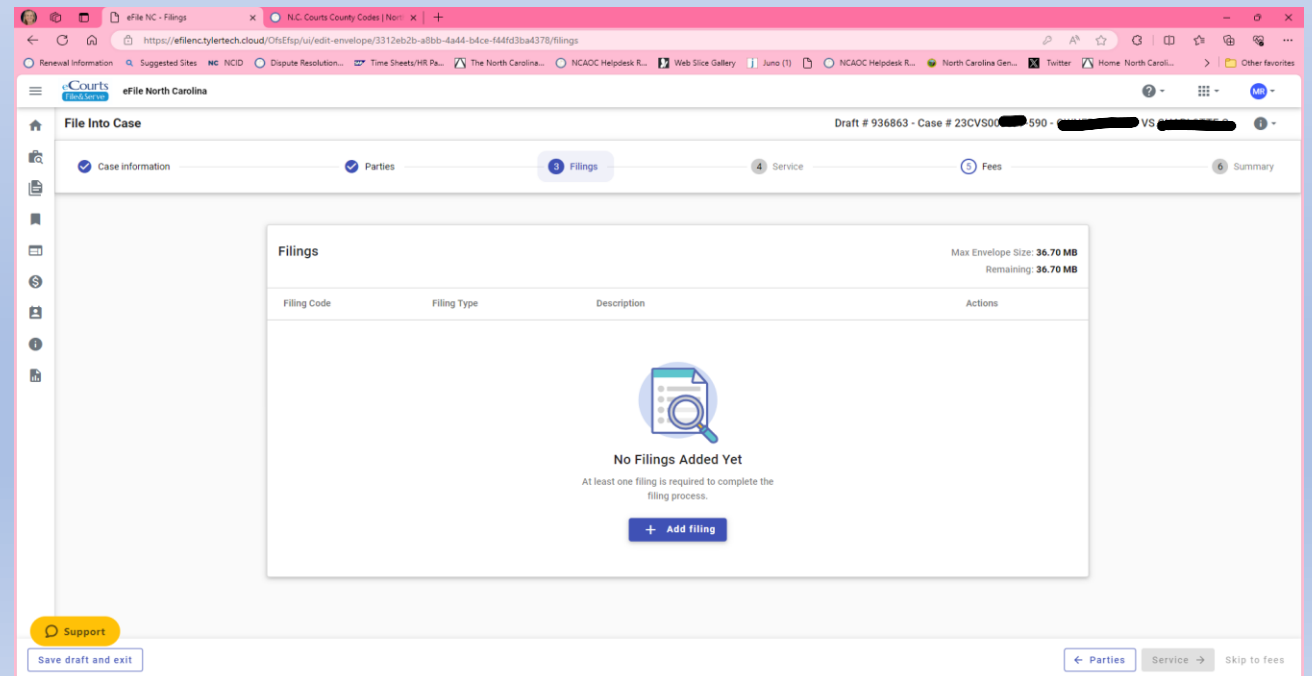 eFile NC - Filings
N.C. Courts County Codes | Nort
https://efilenc.tylertech.cloud/OfsEfsp/ui/edit-envelope/3312eb2b-a8bb-4a44-b4ce-f44fd3ba4378/filings
Renewal Information Suggested Sites NC NCID Dispute Resolution... Time Sheets/HR Pa... The North Carolina... NCAOC Helpdesk R... Web Slice Gallery Juno (1) NCAOC Helpdesk R... North Carolina Gen... Twitter Home North Caroli... Other favorites
eCourts
File&Serve
eFile North Carolina
MR
File Into Case
Draft # 936863 - Case # 23CVS00 -590 - VS
Case information
Parties
3 Filings
4 Service
5 Fees
6 Summary
Filings
Max Envelope Size: 36.70 MB
Remaining: 36.70 MB
Filing Code Filing Type Description Actions
No Filings Added Yet
At least one filing is required to complete the
filing process.
+ Add filing
Support
Save draft and exit
← Parties
Service →
Skip to fees